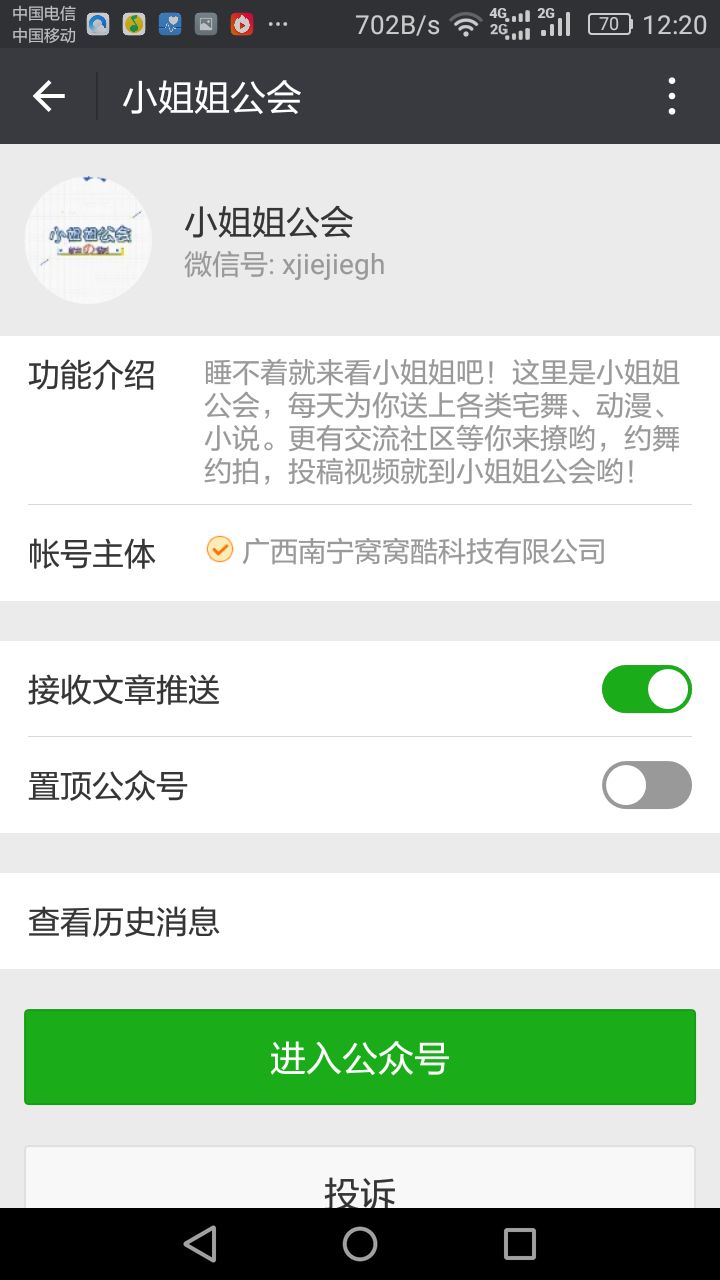 中国电信
中国移动
702B/s
4G
2G
2G
70
12:20
小姐姐公会
小姐姐公会
小姐姐公会
微信号: xjiejiegh
功能介绍
睡不着就来看小姐姐吧！这里是小姐姐
公会，每天为你送上各类宅舞、动漫、
小说。更有交流社区等你来撩哟，约舞
约拍，投稿视频就到小姐姐公会哟！
帐号主体
广西南宁窝窝酷科技有限公司
接收文章推送
置顶公众号
查看历史消息
进入公众号
投诉